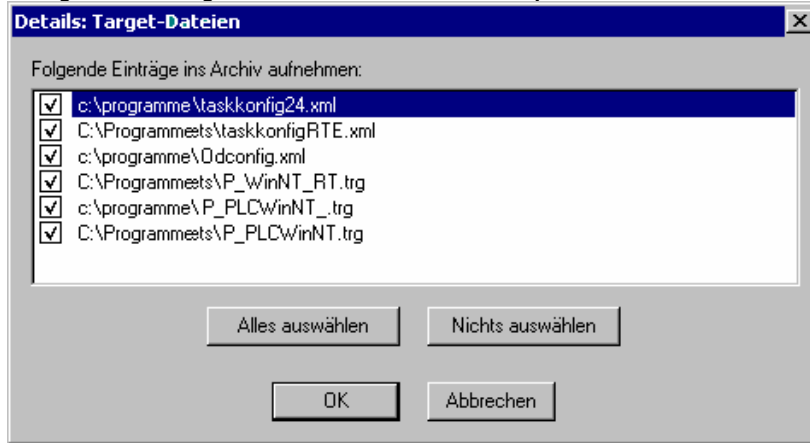 Details: Target-Dateien
Folgende Einträge ins Archiv aufnehmen:
c:\programme\taskkonfig24.xml
C:\Programmeets\taskkonfigRTE.xml
c:\programme\Odconfig.xml
C:\Programmeets\P_WinNT_RT.trg
c:\programme\P_PLCWinNT_.trg
C:\Programmeets\P_PLCWinNT.trg
Alles auswählen Nichts auswählen
OK Abbrechen